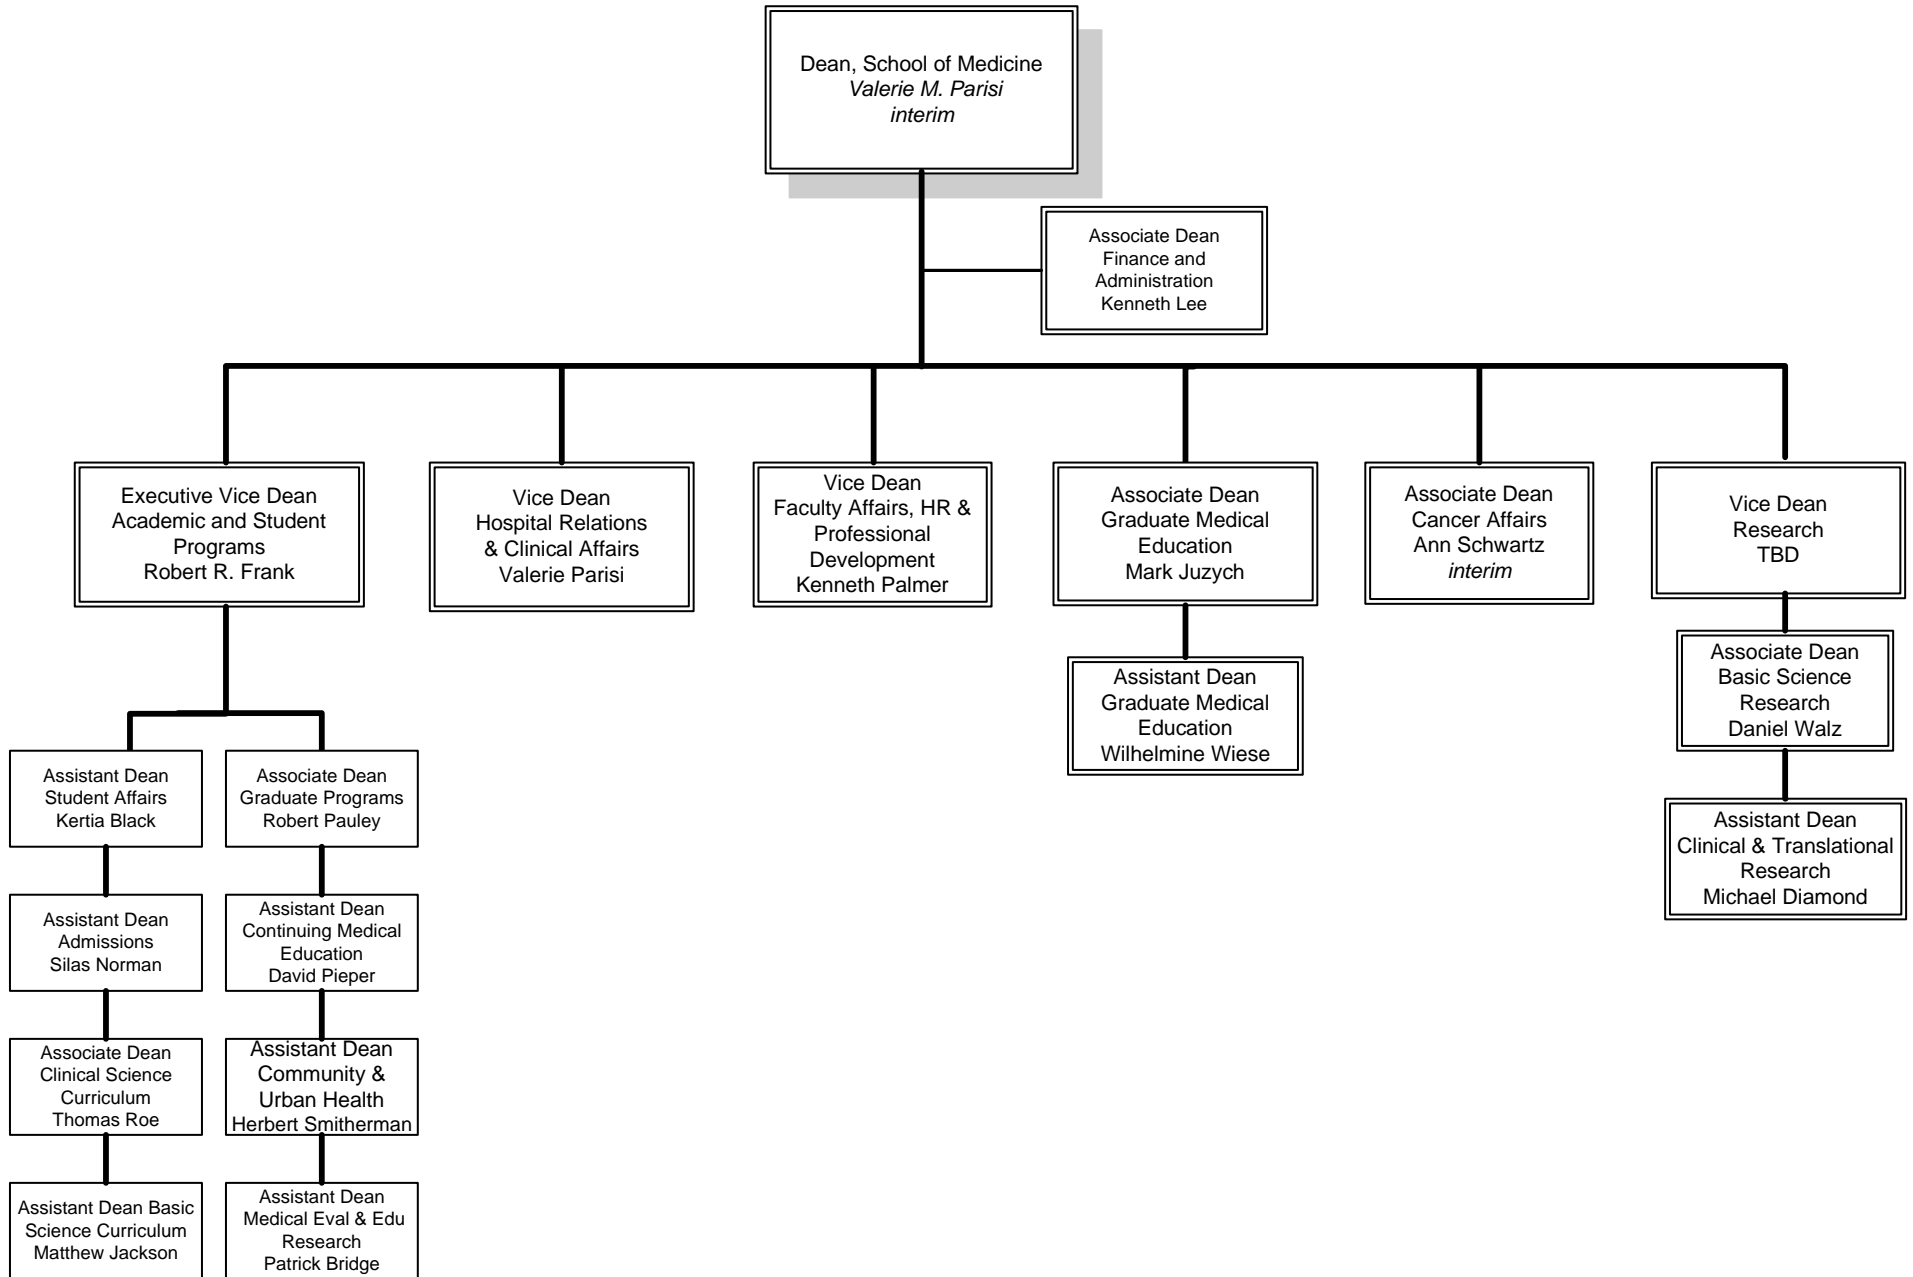 Dean, School of Medicine
Valerie M. Parisi
interim
Associate Dean
Finance and
Administration
Kenneth Lee
Executive Vice Dean
Academic and Student
Programs
Robert R. Frank
Vice Dean
Hospital Relations
& Clinical Affairs
Valerie Parisi
Vice Dean
Faculty Affairs, HR &
Professional
Development
Kenneth Palmer
Associate Dean
Graduate Medical
Education
Mark Juzych
Associate Dean
Cancer Affairs
Ann Schwartz
interim
Vice Dean
Research
TBD
Assistant Dean
Graduate Medical
Education
Wilhelmine Wiese
Associate Dean
Basic Science
Research
Daniel Walz
Assistant Dean
Clinical & Translational
Research
Michael Diamond
Assistant Dean
Student Affairs
Kertia Black
Associate Dean
Graduate Programs
Robert Pauley
Assistant Dean
Admissions
Silas Norman
Assistant Dean
Continuing Medical
Education
David Pieper
Associate Dean
Clinical Science
Curriculum
Thomas Roe
Assistant Dean
Community &
Urban Health
Herbert Smitherman
Assistant Dean Basic
Science Curriculum
Matthew Jackson
Assistant Dean
Medical Eval & Edu
Research
Patrick Bridge